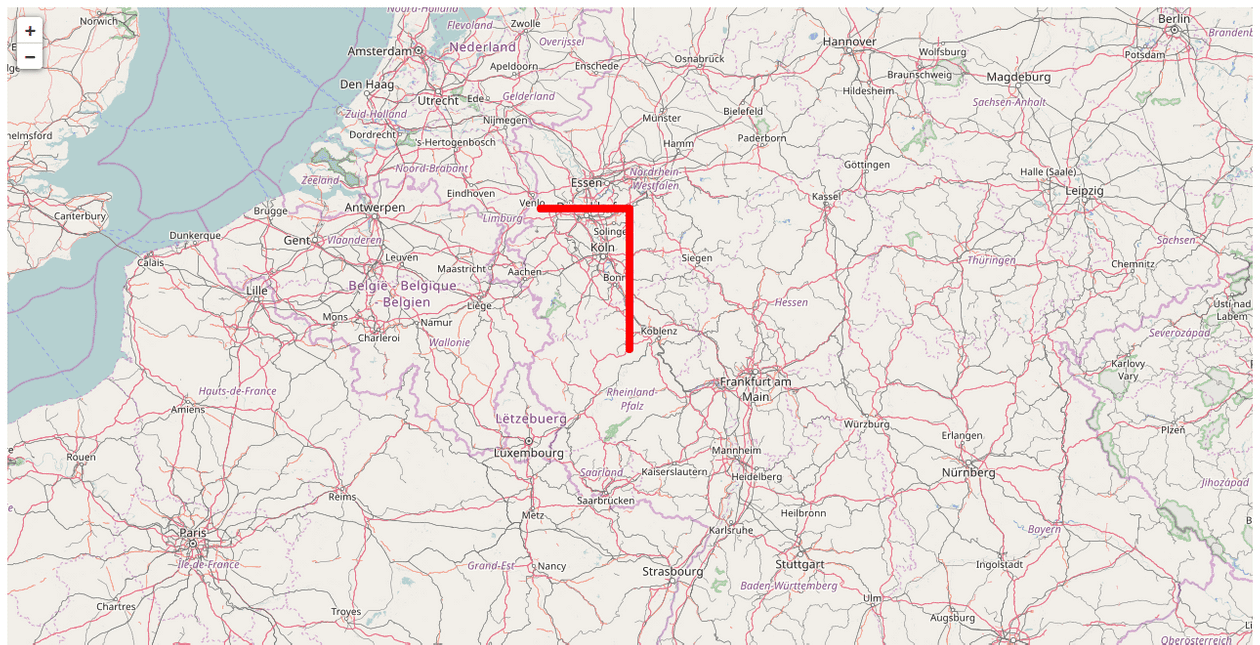 +
−
Norwich
Noord-Holland
Zwolle
Berlin
Flevoland
Amsterdam
Nederland
Overijssel
Hannover
Wolfsburg
Potsdam
Brandenb
Osnabrück
Apeldoorn
Enschede
Braunschweig
Magdeburg
Den Haag
Utrecht
Ede
Gelderland
Hildesheim
Sachsen-Anhalt
Zuid-Holland
Nijmegen
Münster
Bielefeld
helmsford
Dordrecht
's-Hertogenbosch
Hamm
Paderborn
Noord-Brabant
Göttingen
Halle (Saale)
Zeeland
Essen
Nordrhein-
Westfalen
Leipzig
Eindhoven
Kassel
Canterbury
Brugge
Antwerpen
Venlo
Limburg
Dunkerque
Gent
Vlaanderen
Solinge
Sachsen
Calais
Leuven
Köln
Siegen
Thüringen
Chemnitz
Maastricht
Aachen
Bonn
Lille
België - Belgique
- Belgien
Liège
Hessen
Ústí nad
Labem
Mons
Namur
Charleroi
Wallonie
Koblenz
Severozápad
Karlovy
Vary
Hauts-de-France
Frankfurt am
Main
Rheinland-
Pfalz
Amiens
Lëtzebuerg
Würzburg
Erlangen
Plzeň
Rouen
Luxembourg
Mannheim
Saarland
Kaiserslautern
Heidelberg
Nürnberg
Jihozápad
Reims
Saarbrücken
Metz
Heilbronn
Karlsruhe
Bayern
Paris
Île-de-France
Grand-Est
Nancy
Strasbourg
Stuttgart
Ingolstadt
Baden-Württemberg
Chartres
Troyes
Ulm
Augsburg
Oberösterreich